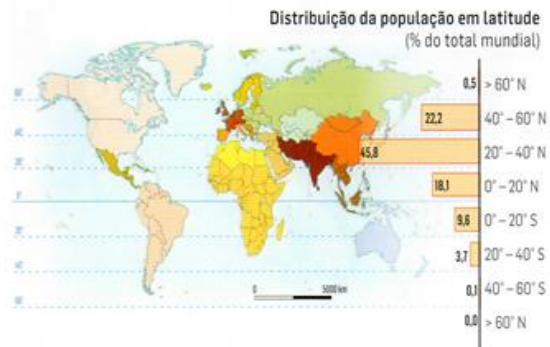 Distribuição da população em latitude
(% do total mundial)
0,5 > 60° N
22,2 40° – 60° N
45,8 20° – 40° N
18,1 0° – 20° N
9,6 0° – 20° S
3,7 20° – 40° S
0,1 40° – 60° S
0,0 > 60° N
0 5000 km